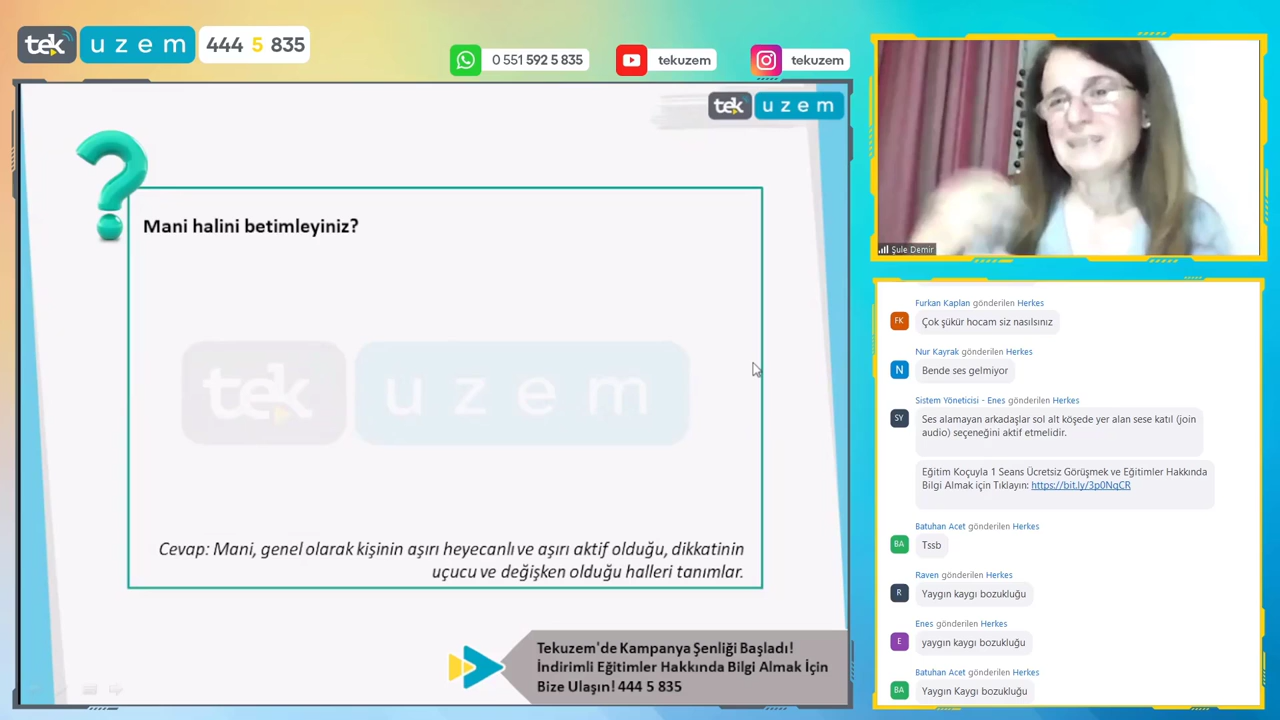 tek uzem 444 5 835
0 551 592 5 835
tekuzem
tekuzem
tek uzem
Mani halini betimleyiniz?
tek uzem
Cevap: Mani, genel olarak kişinin aşırı heyecanlı ve aşırı aktif olduğu, dikkatinin
uçucu ve değişken olduğu halleri tanımlar.
Tekuzem'de Kampanya Şenliği Başladı!
İndirimli Eğitimler Hakkında Bilgi Almak İçin
Bize Ulaşın! 444 5 835
Şule Demir
Furkan Kaplan gönderilen Herkes
FK
Çok şükür hocam siz nasılsınız
Nur Kayrak gönderilen Herkes
N
Bende ses gelmiyor
Sistem Yöneticisi - Enes gönderilen Herkes
SY
Ses alamayan arkadaşlar sol alt köşede yer alan sese katıl (join
audio) seçeneğini aktif etmelidir.
Eğitim Koçuyla 1 Seans Ücretsiz Görüşmek ve Eğitimler Hakkında
Bilgi Almak için Tıklayın: https://bit.ly/3p0NqCR
Batuhan Acet gönderilen Herkes
BA
Tssb
Raven gönderilen Herkes
R
Yaygın kaygı bozukluğu
Enes gönderilen Herkes
E
yaygın kaygı bozukluğu
Batuhan Acet gönderilen Herkes
BA
Yaygın Kaygı bozukluğu